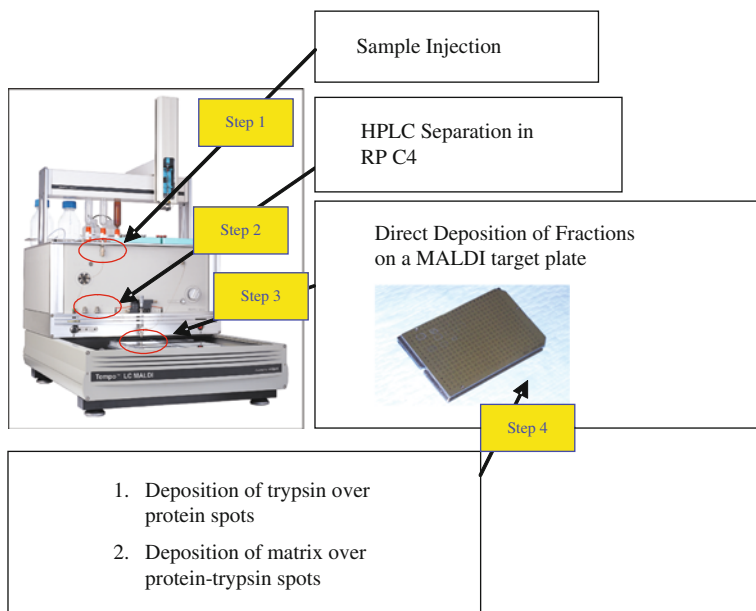 Sample Injection
Step 1
HPLC Separation in
RP C4
Step 2
Direct Deposition of Fractions
on a MALDI target plate
Step 3
Tempo™ LC MALDI
Step 4
1. Deposition of trypsin over
protein spots
2. Deposition of matrix over
protein-trypsin spots